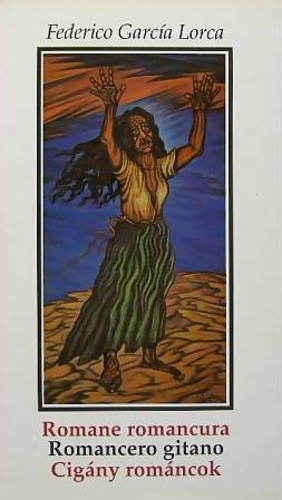 Federico García Lorca
Romane romancura
Romancero gitano
Cigány románcok